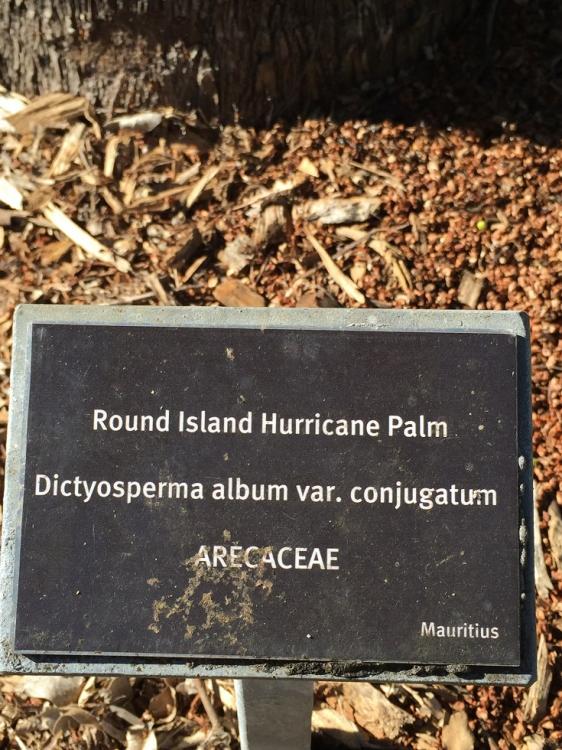 Round Island Hurricane Palm
Dictyosperma album var. conjugatum
ARECACEAE
Mauritius